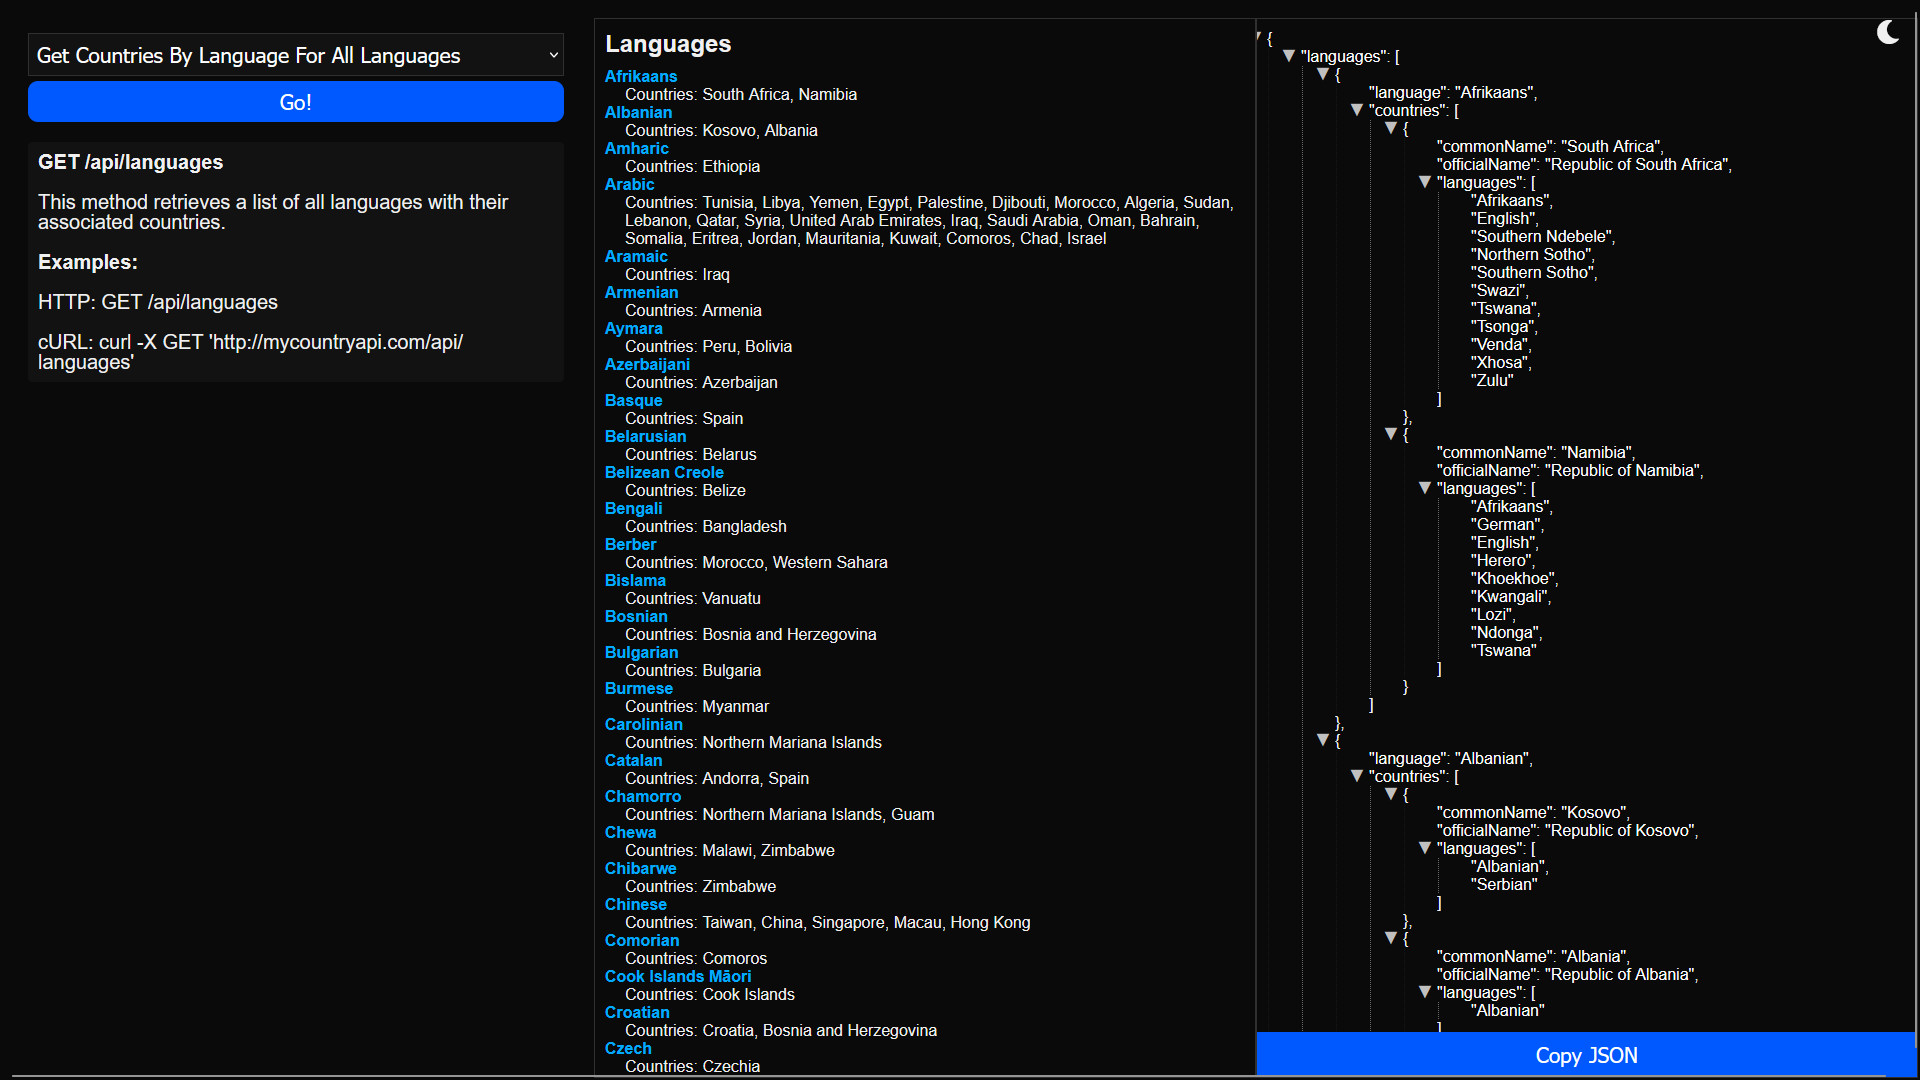 Get Countries By Language For All Languages
Go!
GET /api/languages
This method retrieves a list of all languages with their
associated countries.
Examples:
HTTP: GET /api/languages
cURL: curl -X GET 'http://mycountryapi.com/api/
languages'
Languages
Afrikaans
Countries: South Africa, Namibia
Albanian
Countries: Kosovo, Albania
Amharic
Countries: Ethiopia
Arabic
Countries: Tunisia, Libya, Yemen, Egypt, Palestine, Djibouti, Morocco, Algeria, Sudan,
Lebanon, Qatar, Syria, United Arab Emirates, Iraq, Saudi Arabia, Oman, Bahrain,
Somalia, Eritrea, Jordan, Mauritania, Kuwait, Comoros, Chad, Israel
Aramaic
Countries: Iraq
Armenian
Countries: Armenia
Aymara
Countries: Peru, Bolivia
Azerbaijani
Countries: Azerbaijan
Basque
Countries: Spain
Belarusian
Countries: Belarus
Belizean Creole
Countries: Belize
Bengali
Countries: Bangladesh
Berber
Countries: Morocco, Western Sahara
Bislama
Countries: Vanuatu
Bosnian
Countries: Bosnia and Herzegovina
Bulgarian
Countries: Bulgaria
Burmese
Countries: Myanmar
Carolinian
Countries: Northern Mariana Islands
Catalan
Countries: Andorra, Spain
Chamorro
Countries: Northern Mariana Islands, Guam
Chewa
Countries: Malawi, Zimbabwe
Chibarwe
Countries: Zimbabwe
Chinese
Countries: Taiwan, China, Singapore, Macau, Hong Kong
Comorian
Countries: Comoros
Cook Islands Māori
Countries: Cook Islands
Croatian
Countries: Croatia, Bosnia and Herzegovina
Czech
Countries: Czechia
{
"languages": [
{
"language": "Afrikaans",
"countries": [
{
"commonName": "South Africa",
"officialName": "Republic of South Africa",
"languages": [
"Afrikaans",
"English",
"Southern Ndebele",
"Northern Sotho",
"Southern Sotho",
"Swazi",
"Tswana",
"Tsonga",
"Venda",
"Xhosa",
"Zulu"
]
},
{
"commonName": "Namibia",
"officialName": "Republic of Namibia",
"languages": [
"Afrikaans",
"German",
"English",
"Herero",
"Khoekhoe",
"Kwangali",
"Lozi",
"Ndonga",
"Tswana"
]
}
]
},
{
"language": "Albanian",
"countries": [
{
"commonName": "Kosovo",
"officialName": "Republic of Kosovo",
"languages": [
"Albanian",
"Serbian"
]
},
{
"commonName": "Albania",
"officialName": "Republic of Albania",
"languages": [
"Albanian"
]
Copy JSON